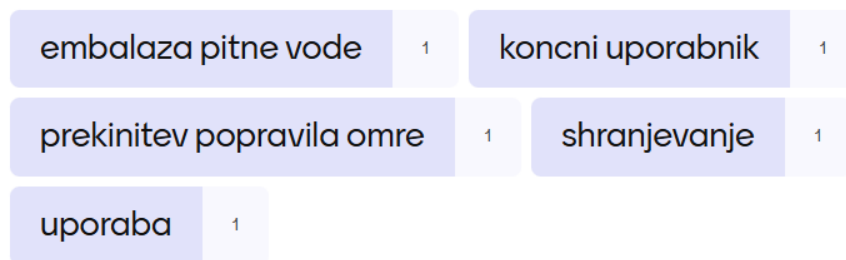 embalaza pitne vode 1 koncni uporabnik 1
prekinitev popravila omre 1 shranjevanje 1
uporaba 1